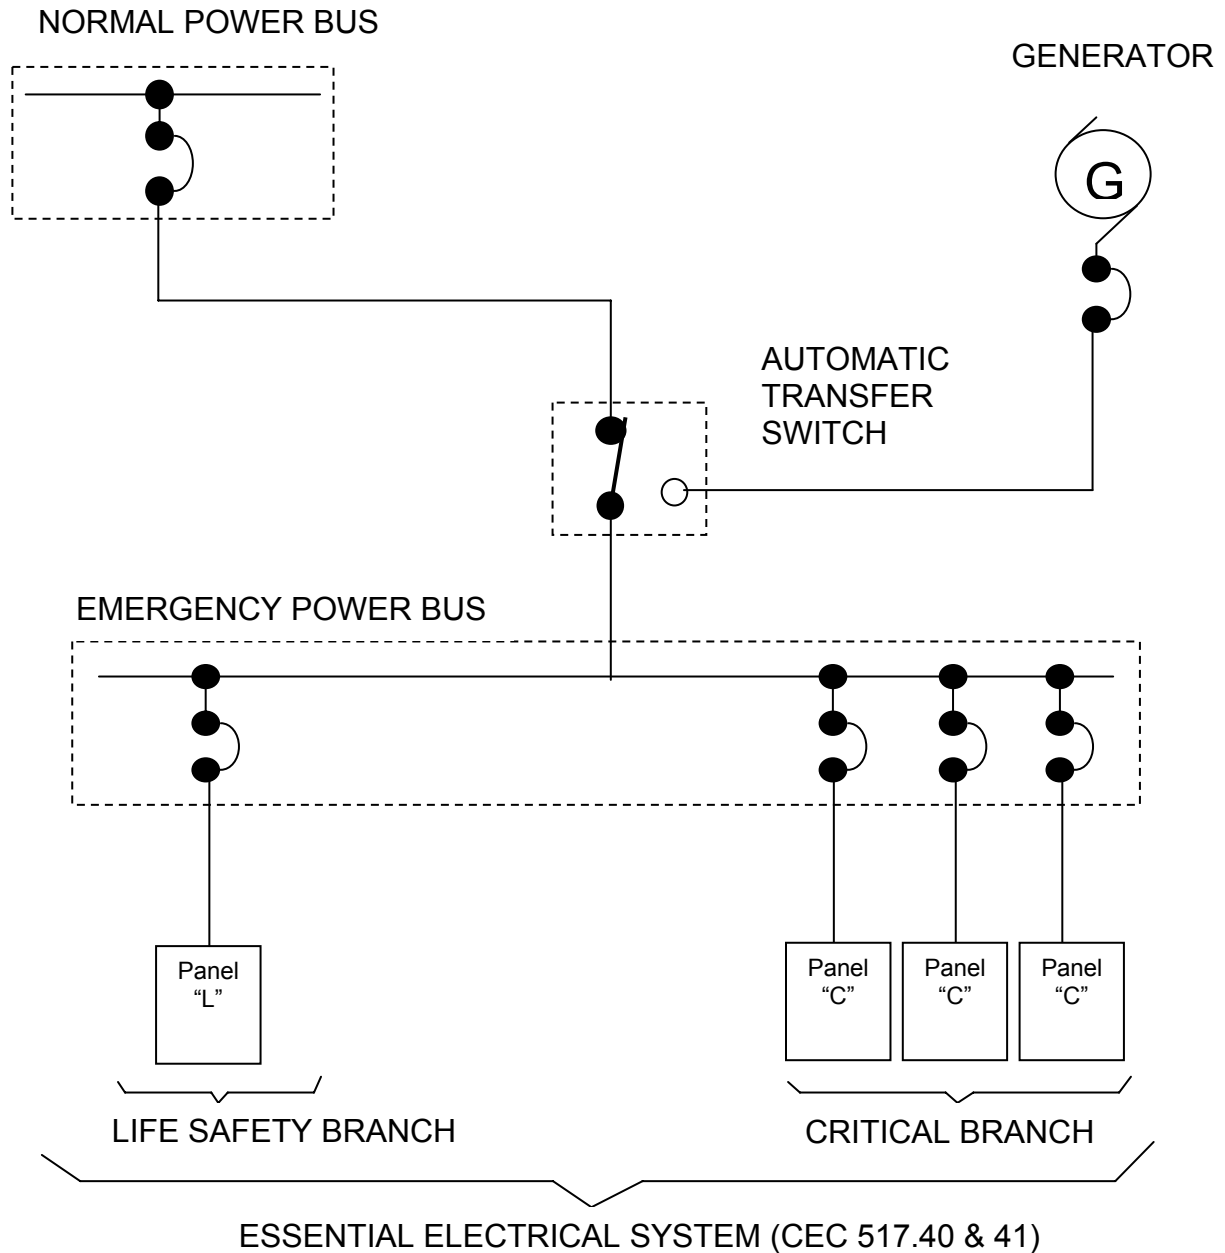 NORMAL POWER BUS
GENERATOR
G
AUTOMATIC
TRANSFER
SWITCH
EMERGENCY POWER BUS
Panel
“L”
Panel
“C”
Panel
“C”
Panel
“C”
LIFE SAFETY BRANCH
CRITICAL BRANCH
ESSENTIAL ELECTRICAL SYSTEM (CEC 517.40 & 41)